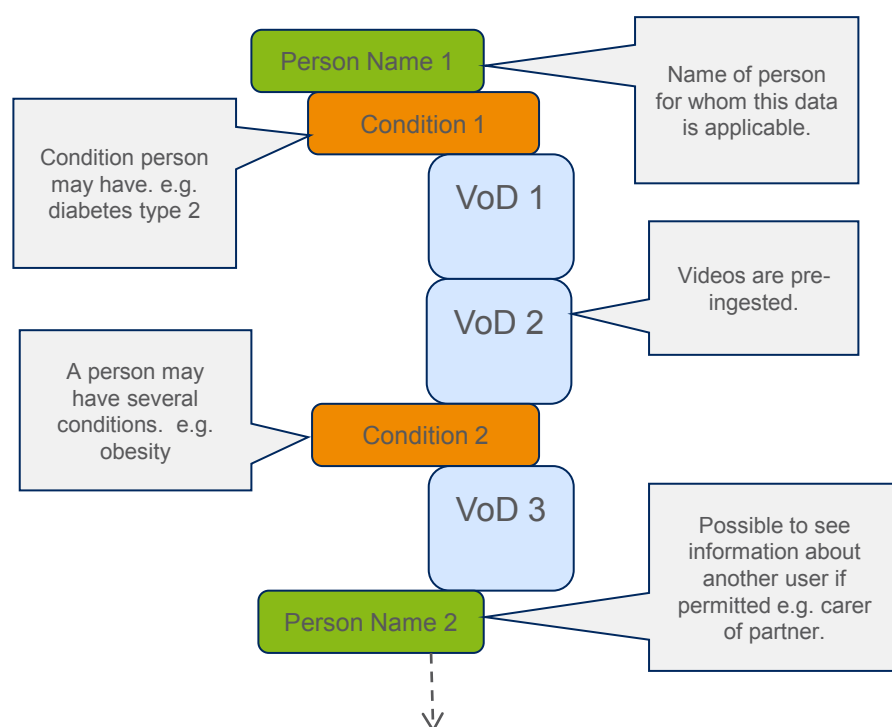 Person Name 1
Name of person
for whom this data
is applicable.
Condition 1
Condition person
may have. e.g.
diabetes type 2
VoD 1
Videos are pre-
ingested.
VoD 2
A person may
have several
conditions.  e.g.
obesity
Condition 2
VoD 3
Possible to see
information about
another user if
permitted e.g. carer
of partner.
Person Name 2